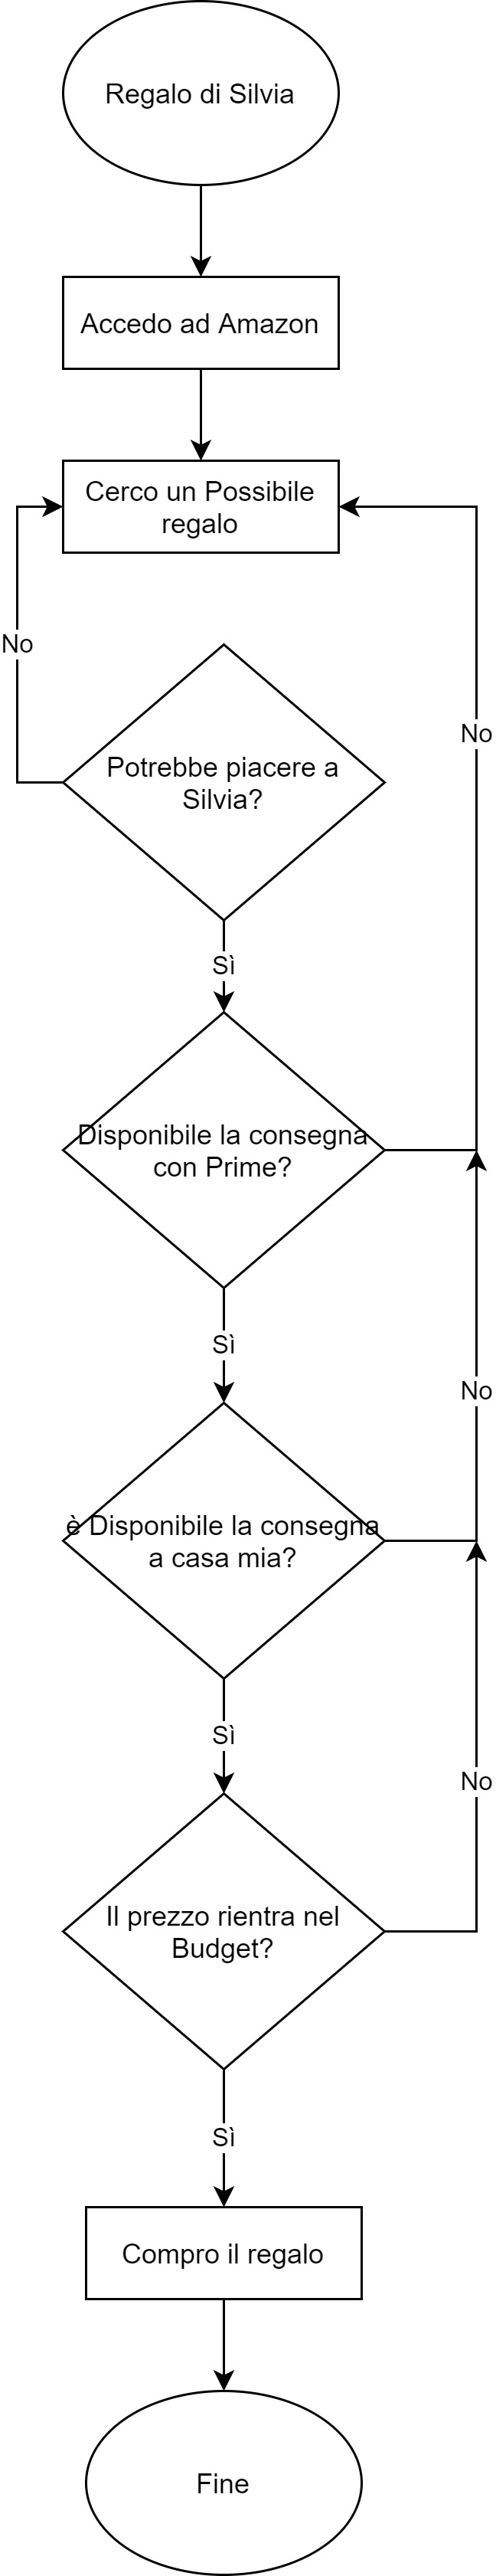 Regalo di Silvia
Accedo ad Amazon
Cerco un Possibile
regalo
No
No
Potrebbe piacere a
Silvia?
Sì
Disponibile la consegna
con Prime?
Sì
No
è Disponibile la consegna
a casa mia?
Sì
No
Il prezzo rientra nel
Budget?
Sì
Compro il regalo
Fine